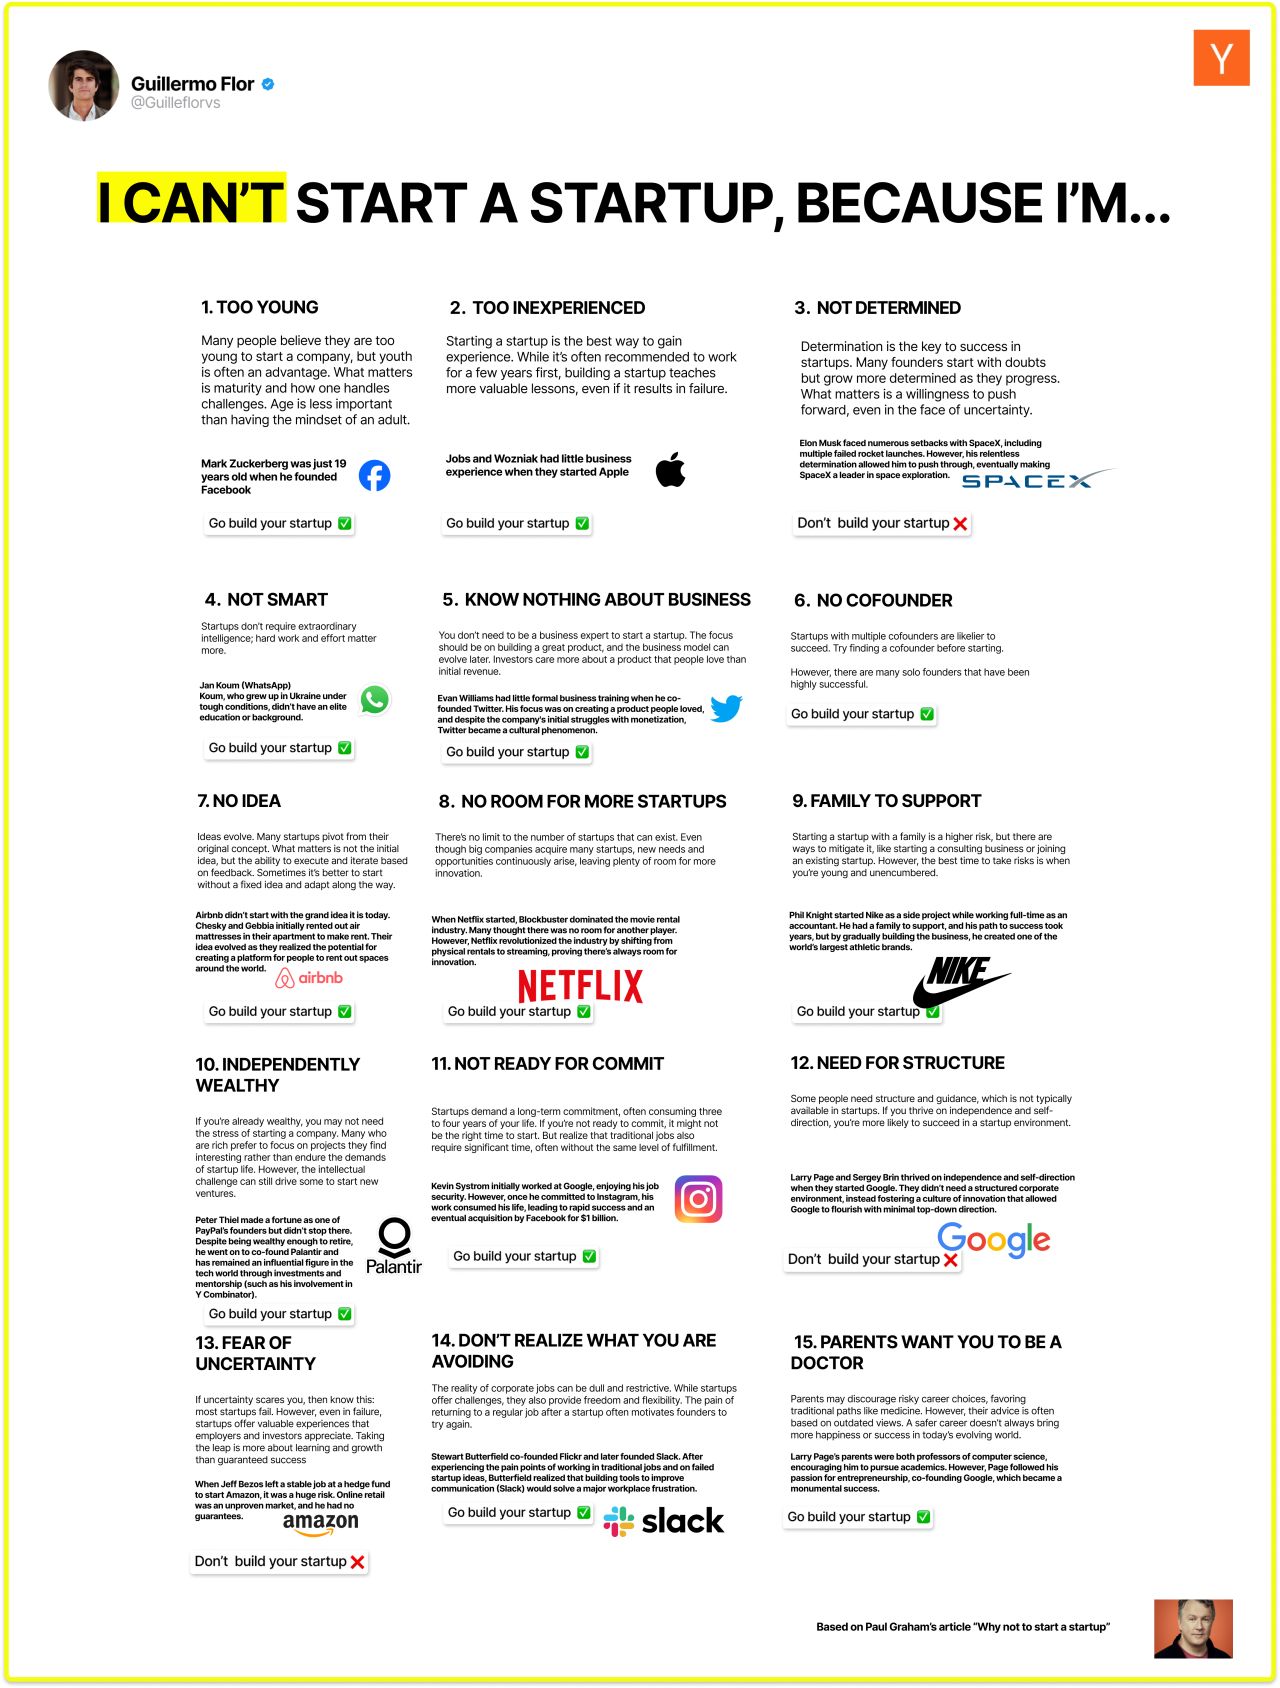 Guillermo Flor
@Guilleflorvs
Y
I CAN'T START A STARTUP, BECAUSE I'M...
1. TOO YOUNG
Many people believe they are too
young to start a company, but youth
is often an advantage. What matters
is maturity and how one handles
challenges. Age is less important
than having the mindset of an adult.
Mark Zuckerberg was just 19
years old when he founded
Facebook
Go build your startup ✅
2. TOO INEXPERIENCED
Starting a startup is the best way to gain
experience. While it's often recommended to work
for a few years first, building a startup teaches
more valuable lessons, even if it results in failure.
Jobs and Wozniak had little business
experience when they started Apple
Go build your startup ✅
3. NOT DETERMINED
Determination is the key to success in
startups. Many founders start with doubts
but grow more determined as they progress.
What matters is a willingness to push
forward, even in the face of uncertainty.
Elon Musk faced numerous setbacks with SpaceX, including
multiple failed rocket launches. However, his relentless
determination allowed him to push through, eventually making
SpaceX a leader in space exploration.
SPACEX
Don't build your startup ❌
4. NOT SMART
Startups don't require extraordinary
intelligence; hard work and effort matter
more.
Jan Koum (WhatsApp)
Koum, who grew up in Ukraine under
tough conditions, didn't have an elite
education or background.
Go build your startup ✅
5. KNOW NOTHING ABOUT BUSINESS
You don't need to be a business expert to start a startup. The focus
should be on building a great product, and the business model can
evolve later. Investors care more about a product that people love than
initial revenue.
Evan Williams had little formal business training when he co-
founded Twitter. His focus was on creating a product people loved,
and despite the company's initial struggles with monetization,
Twitter became a cultural phenomenon.
Go build your startup ✅
6. NO COFOUNDER
Startups with multiple cofounders are likelier to
succeed. Try finding a cofounder before starting.
However, there are many solo founders that have been
highly successful.
Go build your startup ✅
7. NO IDEA
Ideas evolve. Many startups pivot from their
original concept. What matters is not the initial
idea, but the ability to execute and iterate based
on feedback. Sometimes it's better to start
without a fixed idea and adapt along the way.
Airbnb didn't start with the grand idea it is today.
Chesky and Gebbia initially rented out air
mattresses in their apartment to make rent. Their
idea evolved as they realized the potential for
creating a platform for people to rent out spaces
around the world.
airbnb
Go build your startup ✅
8. NO ROOM FOR MORE STARTUPS
There's no limit to the number of startups that can exist. Even
though big companies acquire many startups, new needs and
opportunities continuously arise, leaving plenty of room for more
innovation.
When Netflix started, Blockbuster dominated the movie rental
industry. Many thought there was no room for another player.
However, Netflix revolutionized the industry by shifting from
physical rentals to streaming, proving there's always room for
innovation.
NETFLIX
Go build your startup ✅
9. FAMILY TO SUPPORT
Starting a startup with a family is a higher risk, but there are
ways to mitigate it, like starting a consulting business or joining
an existing startup. However, the best time to take risks is when
you're young and unencumbered.
Phil Knight started Nike as a side project while working full-time as an
accountant. He had a family to support, and his path to success took
years, but by gradually building the business, he created one of the
world's largest athletic brands.
NIKE
Go build your startup ✅
10. INDEPENDENTLY
WEALTHY
If you're already wealthy, you may not need
the stress of starting a company. Many who
are rich prefer to focus on projects they find
interesting rather than endure the demands
of startup life. However, the intellectual
challenge can still drive some to start new
ventures.
Peter Thiel made a fortune as one of
PayPal's founders but didn't stop there.
Despite being wealthy enough to retire,
he went on to co-found Palantir and
has remained an influential figure in the
tech world through investments and
mentorship (such as his involvement in
Y Combinator).
Palantir
Go build your startup ✅
11. NOT READY FOR COMMIT
Startups demand a long-term commitment, often consuming three
to four years of your life. If you're not ready to commit, it might not
be the right time to start. But realize that traditional jobs also
require significant time, often without the same level of fulfillment.
Kevin Systrom initially worked at Google, enjoying his job
security. However, once he committed to Instagram, his
work consumed his life, leading to rapid success and an
eventual acquisition by Facebook for $1 billion.
Go build your startup ✅
12. NEED FOR STRUCTURE
Some people need structure and guidance, which is not typically
available in startups. If you thrive on independence and self-
direction, you're more likely to succeed in a startup environment.
Larry Page and Sergey Brin thrived on independence and self-direction
when they started Google. They didn't need a structured corporate
environment, instead fostering a culture of innovation that allowed
Google to flourish with minimal top-down direction.
Google
Don't build your startup ❌
13. FEAR OF
UNCERTAINTY
If uncertainty scares you, then know this:
most startups fail. However, even in failure,
startups offer valuable experiences that
employers and investors appreciate. Taking
the leap is more about learning and growth
than guaranteed success
When Jeff Bezos left a stable job at a hedge fund
to start Amazon, it was a huge risk. Online retail
was an unproven market, and he had no
guarantees.
amazon
Don't build your startup ❌
14. DON'T REALIZE WHAT YOU ARE
AVOIDING
The reality of corporate jobs can be dull and restrictive. While startups
offer challenges, they also provide freedom and flexibility. The pain of
returning to a regular job after a startup often motivates founders to
try again.
Stewart Butterfield co-founded Flickr and later founded Slack. After
experiencing the pain points of working in traditional jobs and on failed
startup ideas, Butterfield realized that building tools to improve
communication (Slack) would solve a major workplace frustration.
Go build your startup ✅
slack
15. PARENTS WANT YOU TO BE A
DOCTOR
Parents may discourage risky career choices, favoring
traditional paths like medicine. However, their advice is often
based on outdated views. A safer career doesn't always bring
more happiness or success in today's evolving world.
Larry Page's parents were both professors of computer science,
encouraging him to pursue academics. However, Page followed his
passion for entrepreneurship, co-founding Google, which became a
monumental success.
Go build your startup ✅
Based on Paul Graham's article "Why not to start a startup"